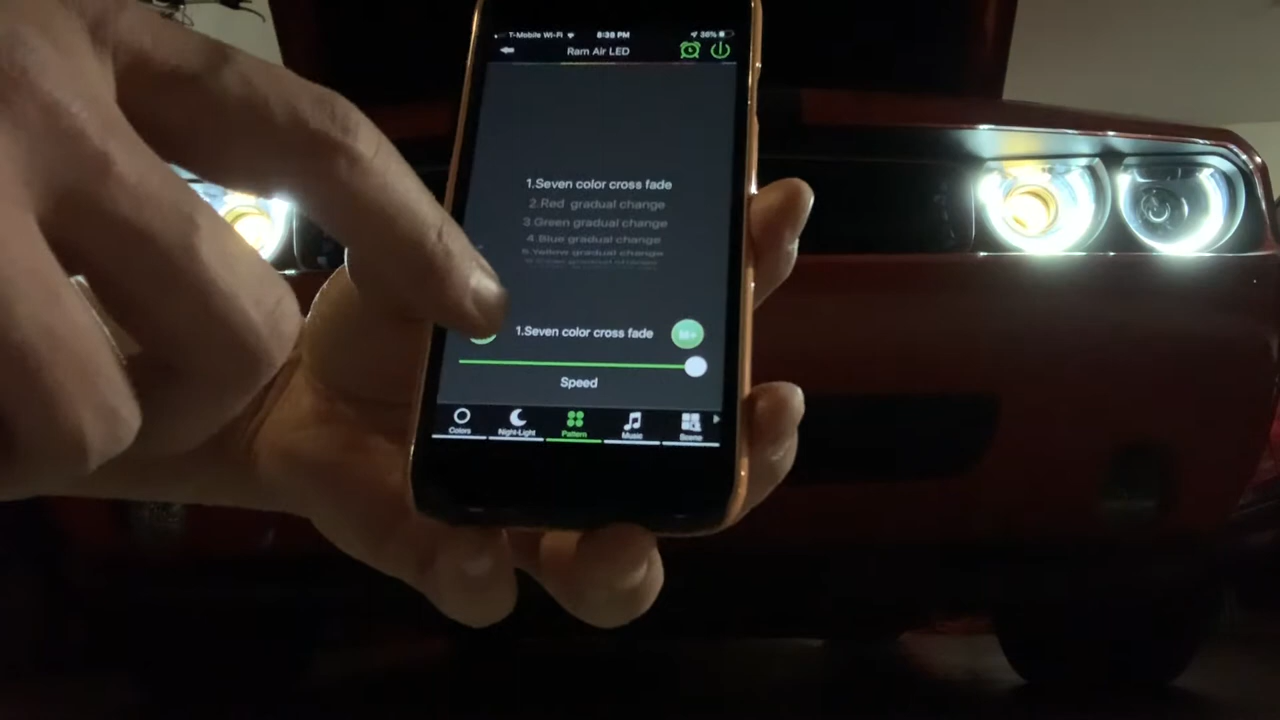 T-Mobile Wi-Fi 8:38 PM 36%
Ram Air LED
1.Seven color cross fade
2.Red gradual change
3.Green gradual change
4.Blue gradual change
5.Yellow gradual change
1.Seven color cross fade
Speed
Colors Night-Light Pattern Music Scene